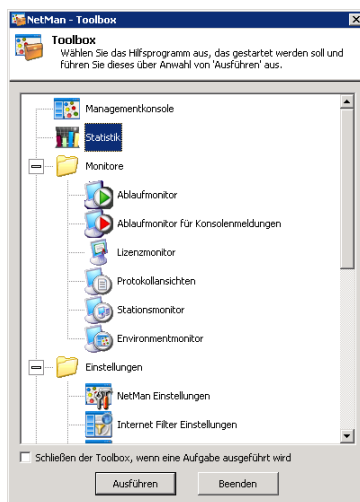 NetMan - Toolbox
Toolbox
Wählen Sie das Hilfsprogramm aus, das gestartet werden soll und
führen Sie dieses über Anwahl von 'Ausführen' aus.
Managementkonsole
Statistik
Monitore
Ablaufmonitor
Ablaufmonitor für Konsolenmeldungen
Lizenzmonitor
Protokollansichten
Stationsmonitor
Environmentmonitor
Einstellungen
NetMan Einstellungen
Internet Filter Einstellungen
Schließen der Toolbox, wenn eine Aufgabe ausgeführt wird
Ausführen
Beenden